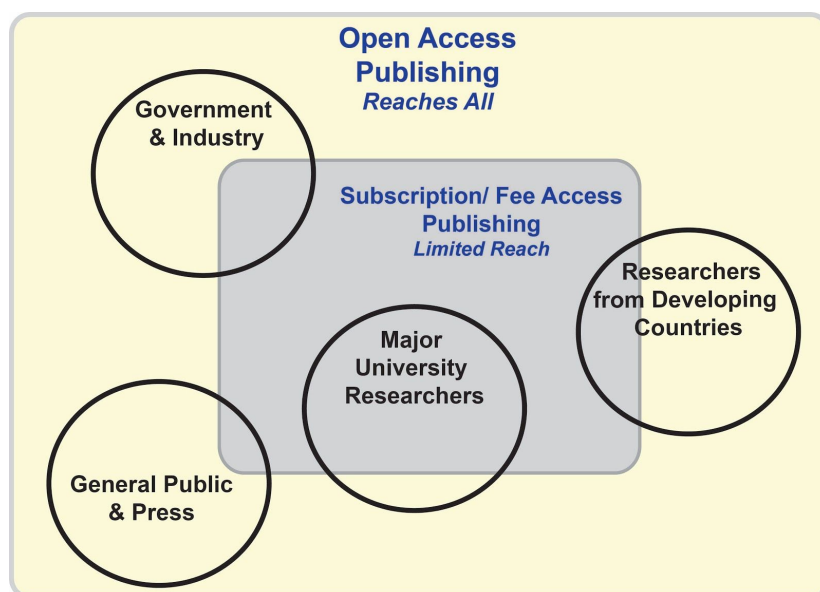 Open Access
Publishing
Reaches All
Government
& Industry
Subscription/ Fee Access
Publishing
Limited Reach
Researchers
from Developing
Countries
Major
University
Researchers
General Public
& Press